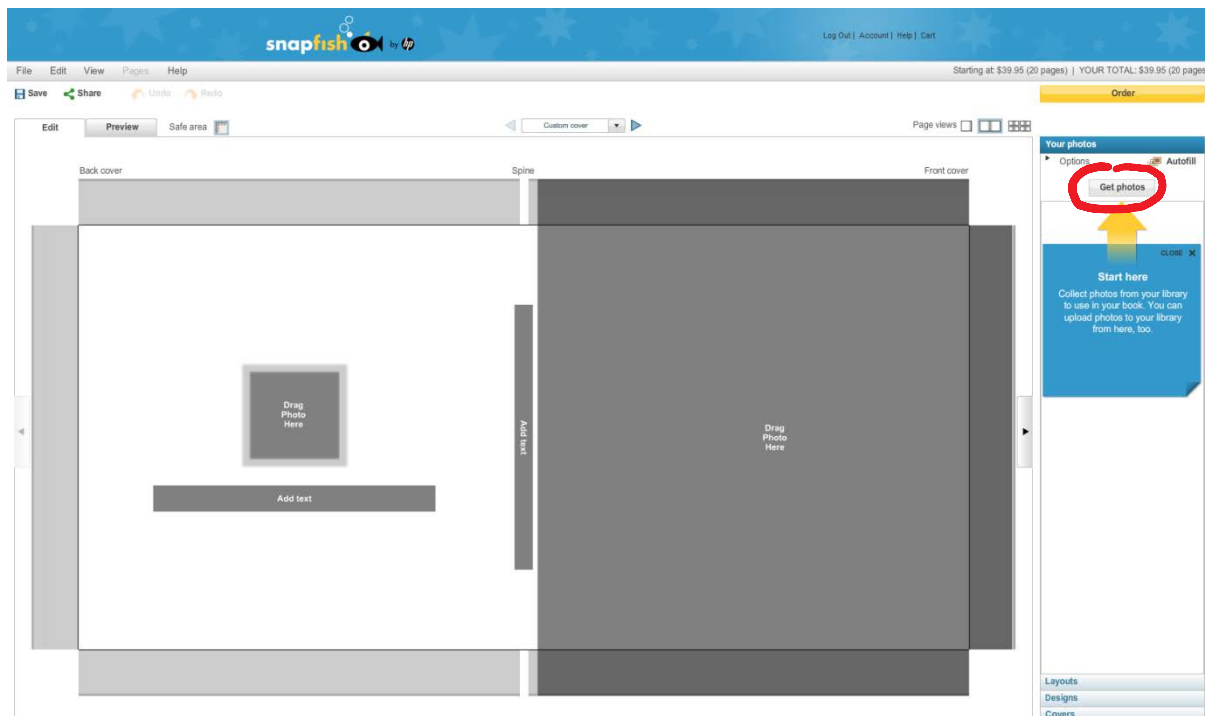 snapfish by hp
Log Out | Account | Help | Cart
File Edit View Pages Help
Starting at: $39.95 (20 pages) | YOUR TOTAL: $39.95 (20 pages
Save Share Undo Redo
Order
Edit Preview Safe area
Custom cover
Page views
Your photos
Options Autofill
Get photos
Back cover
Spine
Front cover
CLOSE X
Start here
Collect photos from your library
to use in your book. You can
upload photos to your library
from here, too.
Drag
Photo
Here
Add text
Add text
Drag
Photo
Here
Layouts
Designs
Covers